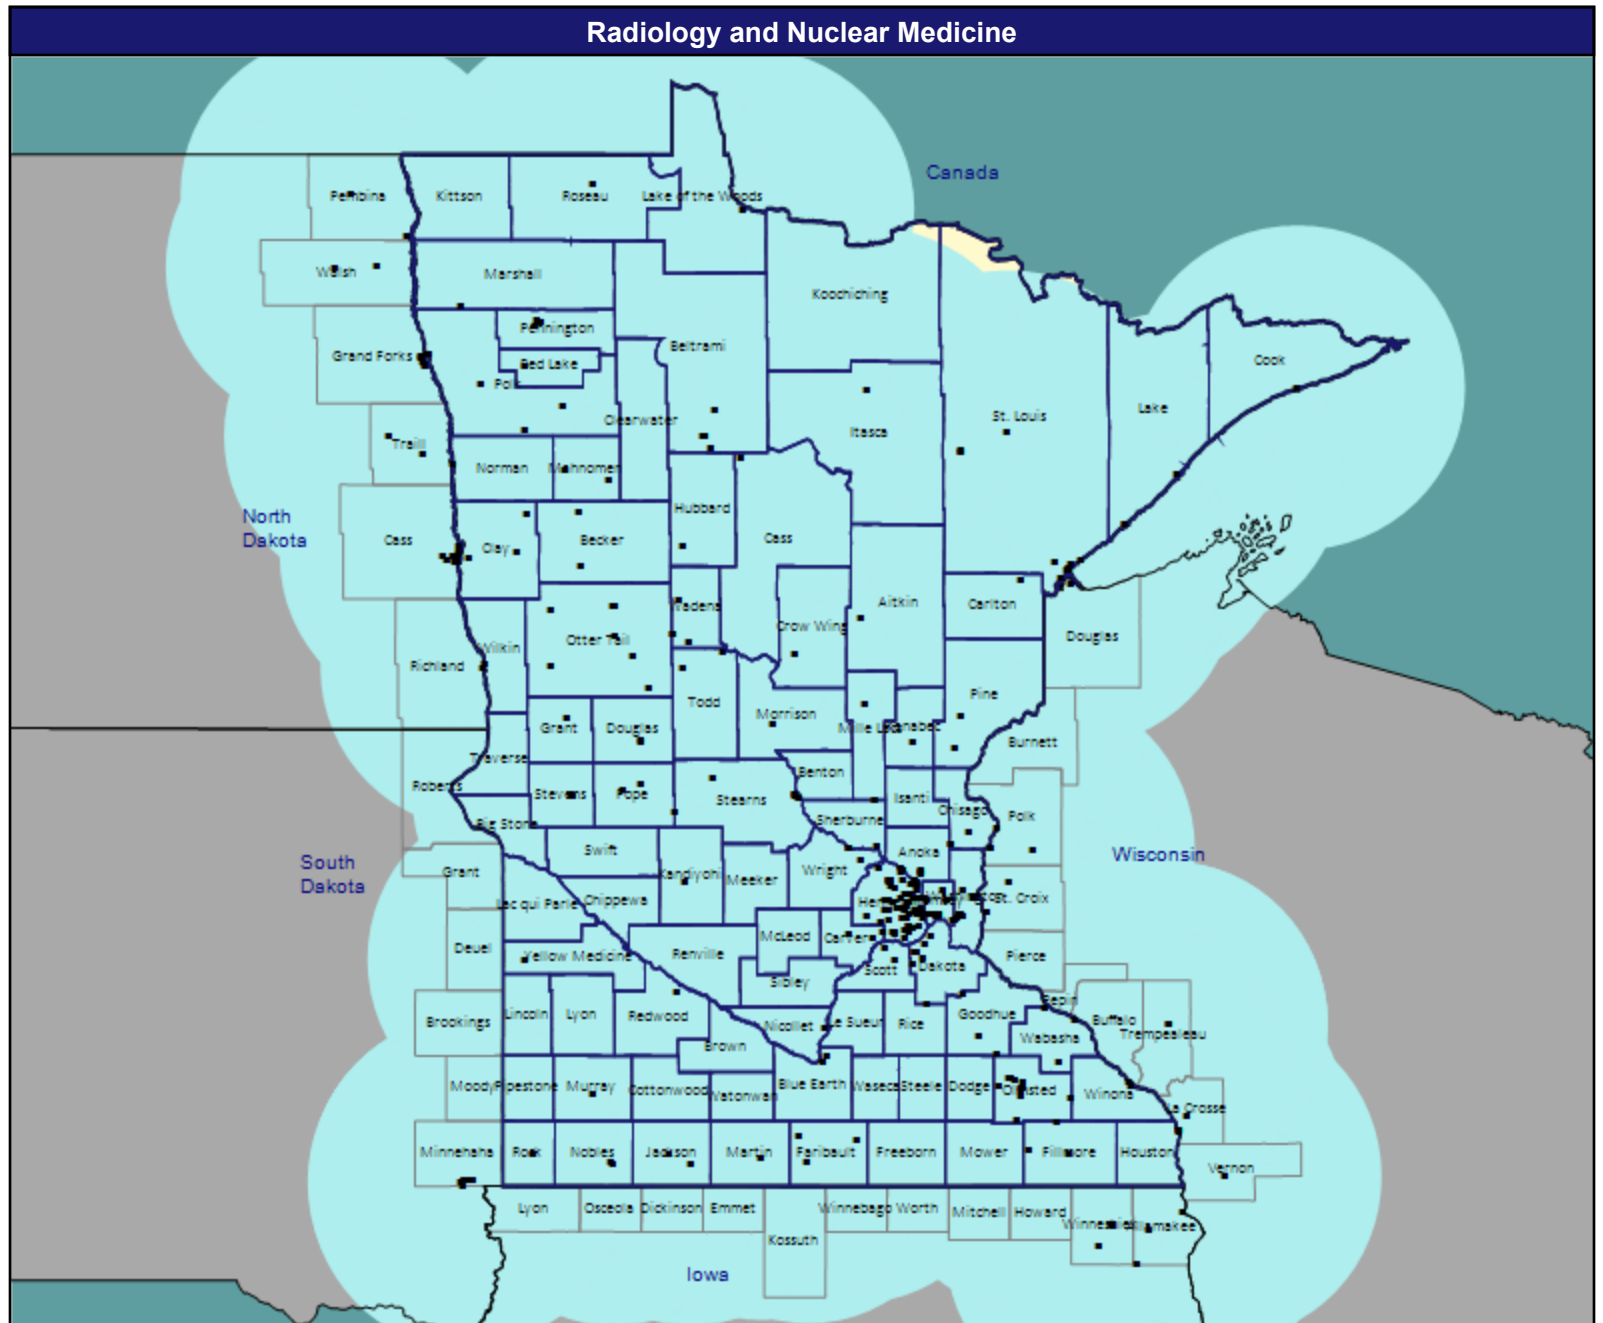 Radiology and Nuclear Medicine
Canada
Pembina
Kittson
Roseau
Lake of the Woods
Walsh
Marshall
Koochiching
Pennington
Grand Forks
Beltrami
Red Lake
Cook
Polk
Lake
St. Louis
Clearwater
Itasca
Traill
Norman
Mahnomen
Hubbard
North
Dakota
Cass
Clay
Becker
Cass
Wadena
Aitkin
Carlton
Crow Wing
Douglas
Otter Tail
Wilkin
Richland
Pine
Todd
Morrison
Grant
Douglas
Mille Lacs
Kanabec
Burnett
Traverse
Benton
Roberts
Stevens
Pope
Stearns
Isanti
Chisago
Polk
Big Stone
Sherburne
Swift
Anoka
Wisconsin
South
Dakota
Grant
Kandiyohi
Meeker
Wright
Lac qui Parle
Chippewa
Washington
St. Croix
McLeod
Carver
Deuel
Yellow Medicine
Renville
Scott
Dakota
Pierce
Sibley
Pepin
Brookings
Lincoln
Lyon
Redwood
Nicollet
Le Sueur
Rice
Goodhue
Buffalo
Trempealeau
Wabasha
Brown
Moody
Pipestone
Murray
Cottonwood
Watonwan
Blue Earth
Waseca
Steele
Dodge
Olmsted
Winona
La Crosse
Minnehaha
Rock
Nobles
Jackson
Martin
Faribault
Freeborn
Mower
Fillmore
Houston
Vernon
Lyon
Osceola
Dickinson
Emmet
Winnebago
Worth
Mitchell
Howard
Winneshiek
Allamakee
Kossuth
Iowa